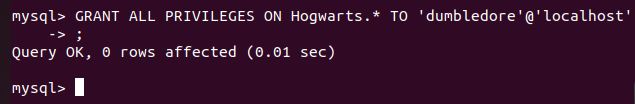 mysql> GRANT ALL PRIVILEGES ON Hogwarts.* TO 'dumbledore'@'localhost'
    -> ;
Query OK, 0 rows affected (0.01 sec)
mysql>